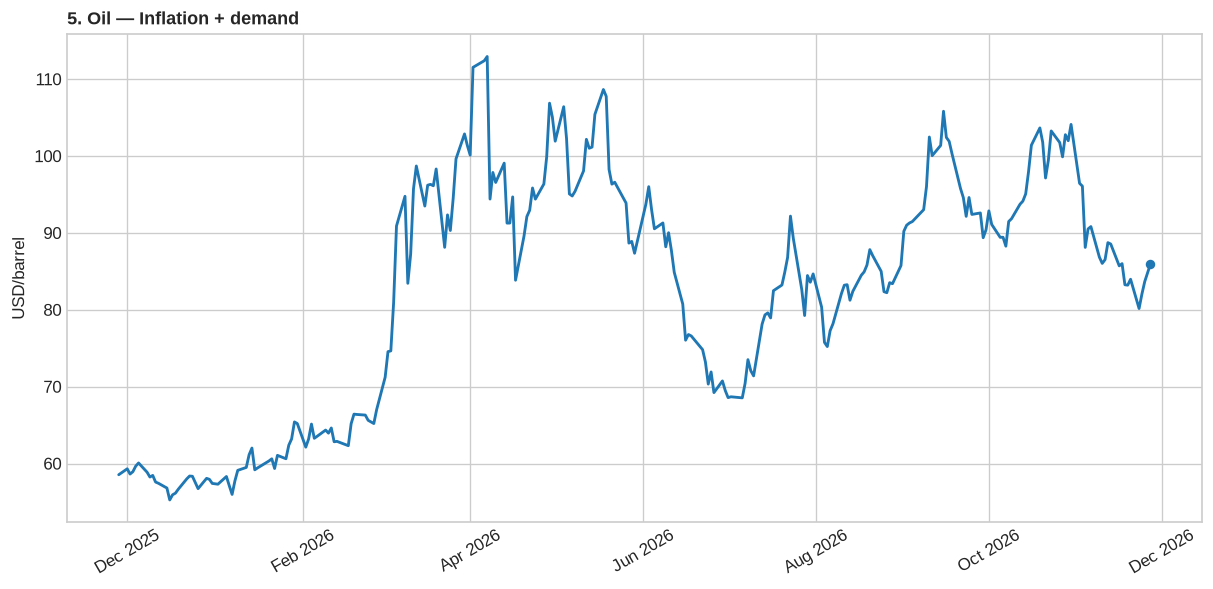 5. Oil — Inflation + demand
USD/barrel
110
100
90
80
70
60
Dec 2025
Feb 2026
Apr 2026
Jun 2026
Aug 2026
Oct 2026
Dec 2026